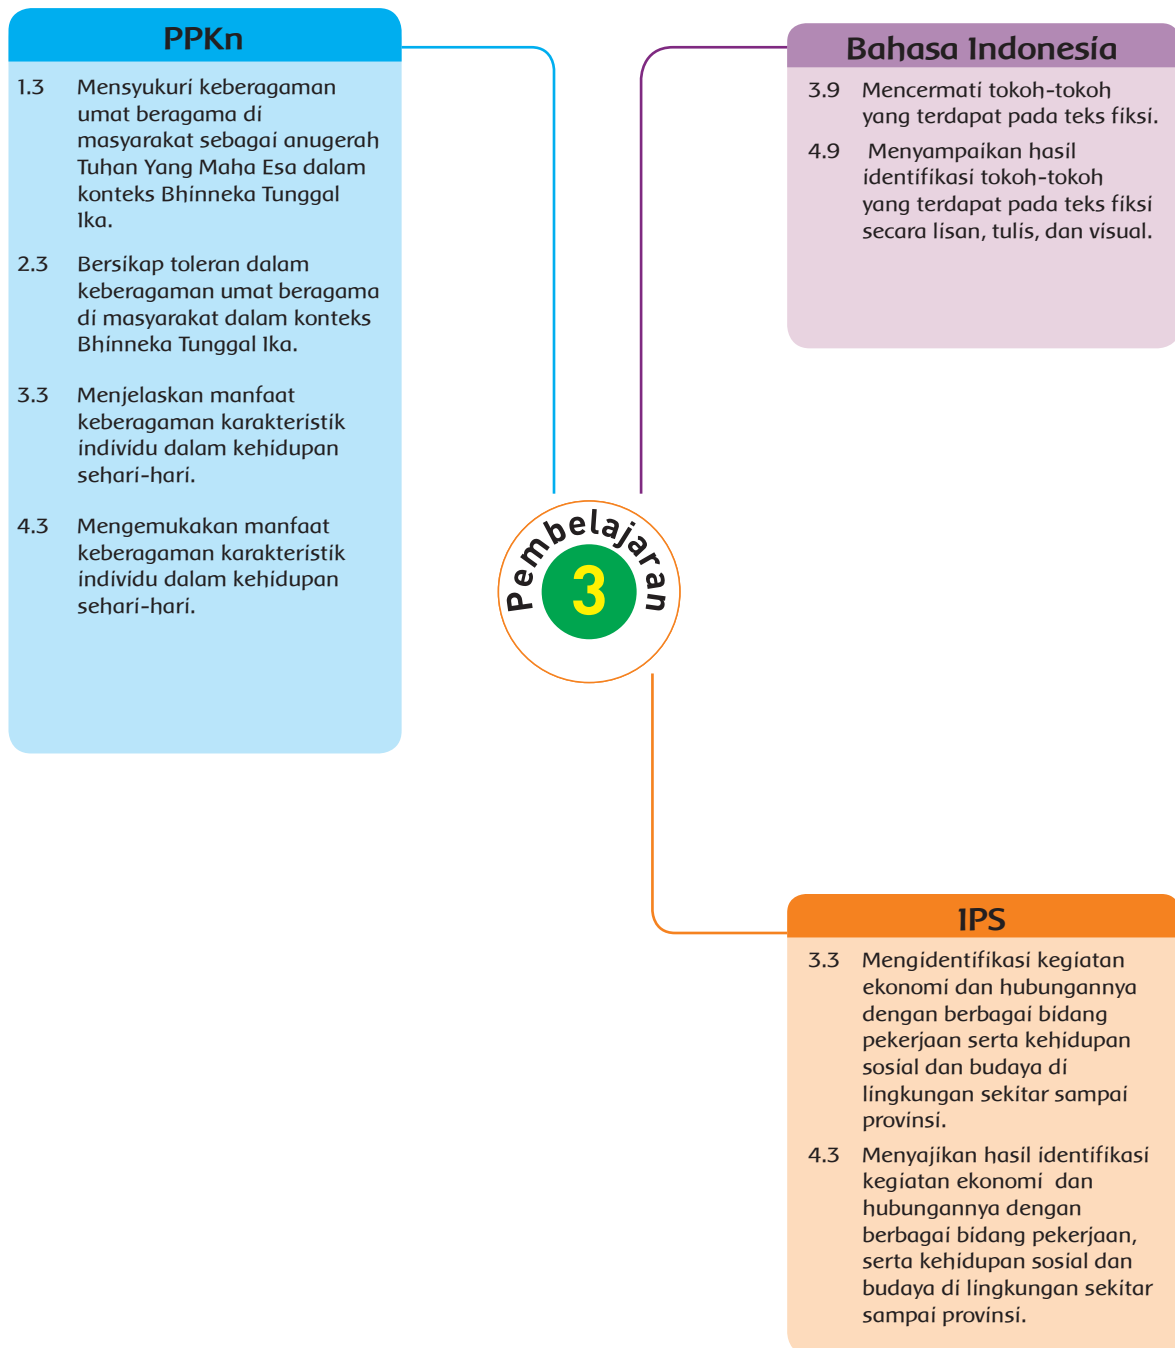 PPKn
1.3 Mensyukuri keberagaman
umat beragama di
masyarakat sebagai anugerah
Tuhan Yang Maha Esa dalam
konteks Bhinneka Tunggal
Ika.
2.3 Bersikap toleran dalam
keberagaman umat beragama
di masyarakat dalam konteks
Bhinneka Tunggal Ika.
3.3 Menjelaskan manfaat
keberagaman karakteristik
individu dalam kehidupan
sehari-hari.
4.3 Mengemukakan manfaat
keberagaman karakteristik
individu dalam kehidupan
sehari-hari.
Bahasa Indonesia
3.9 Mencermati tokoh-tokoh
yang terdapat pada teks fiksi.
4.9 Menyampaikan hasil
identifikasi tokoh-tokoh
yang terdapat pada teks fiksi
secara lisan, tulis, dan visual.
Pembelajaran
3
IPS
3.3 Mengidentifikasi kegiatan
ekonomi dan hubungannya
dengan berbagai bidang
pekerjaan serta kehidupan
sosial dan budaya di
lingkungan sekitar sampai
provinsi.
4.3 Menyajikan hasil identifikasi
kegiatan ekonomi dan
hubungannya dengan
berbagai bidang pekerjaan,
serta kehidupan sosial dan
budaya di lingkungan sekitar
sampai provinsi.